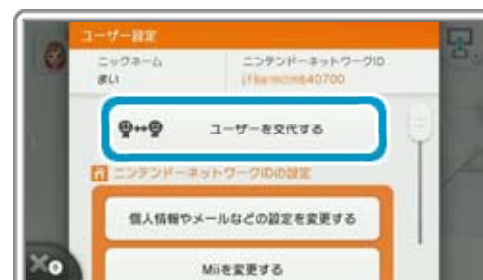 ユーザー設定
ニックネーム
まい
ニンテンドーネットワークID
ユーザーを交代する
ニンテンドーネットワークIDの設定
個人情報やメールなどの設定を変更する
Miiを変更する